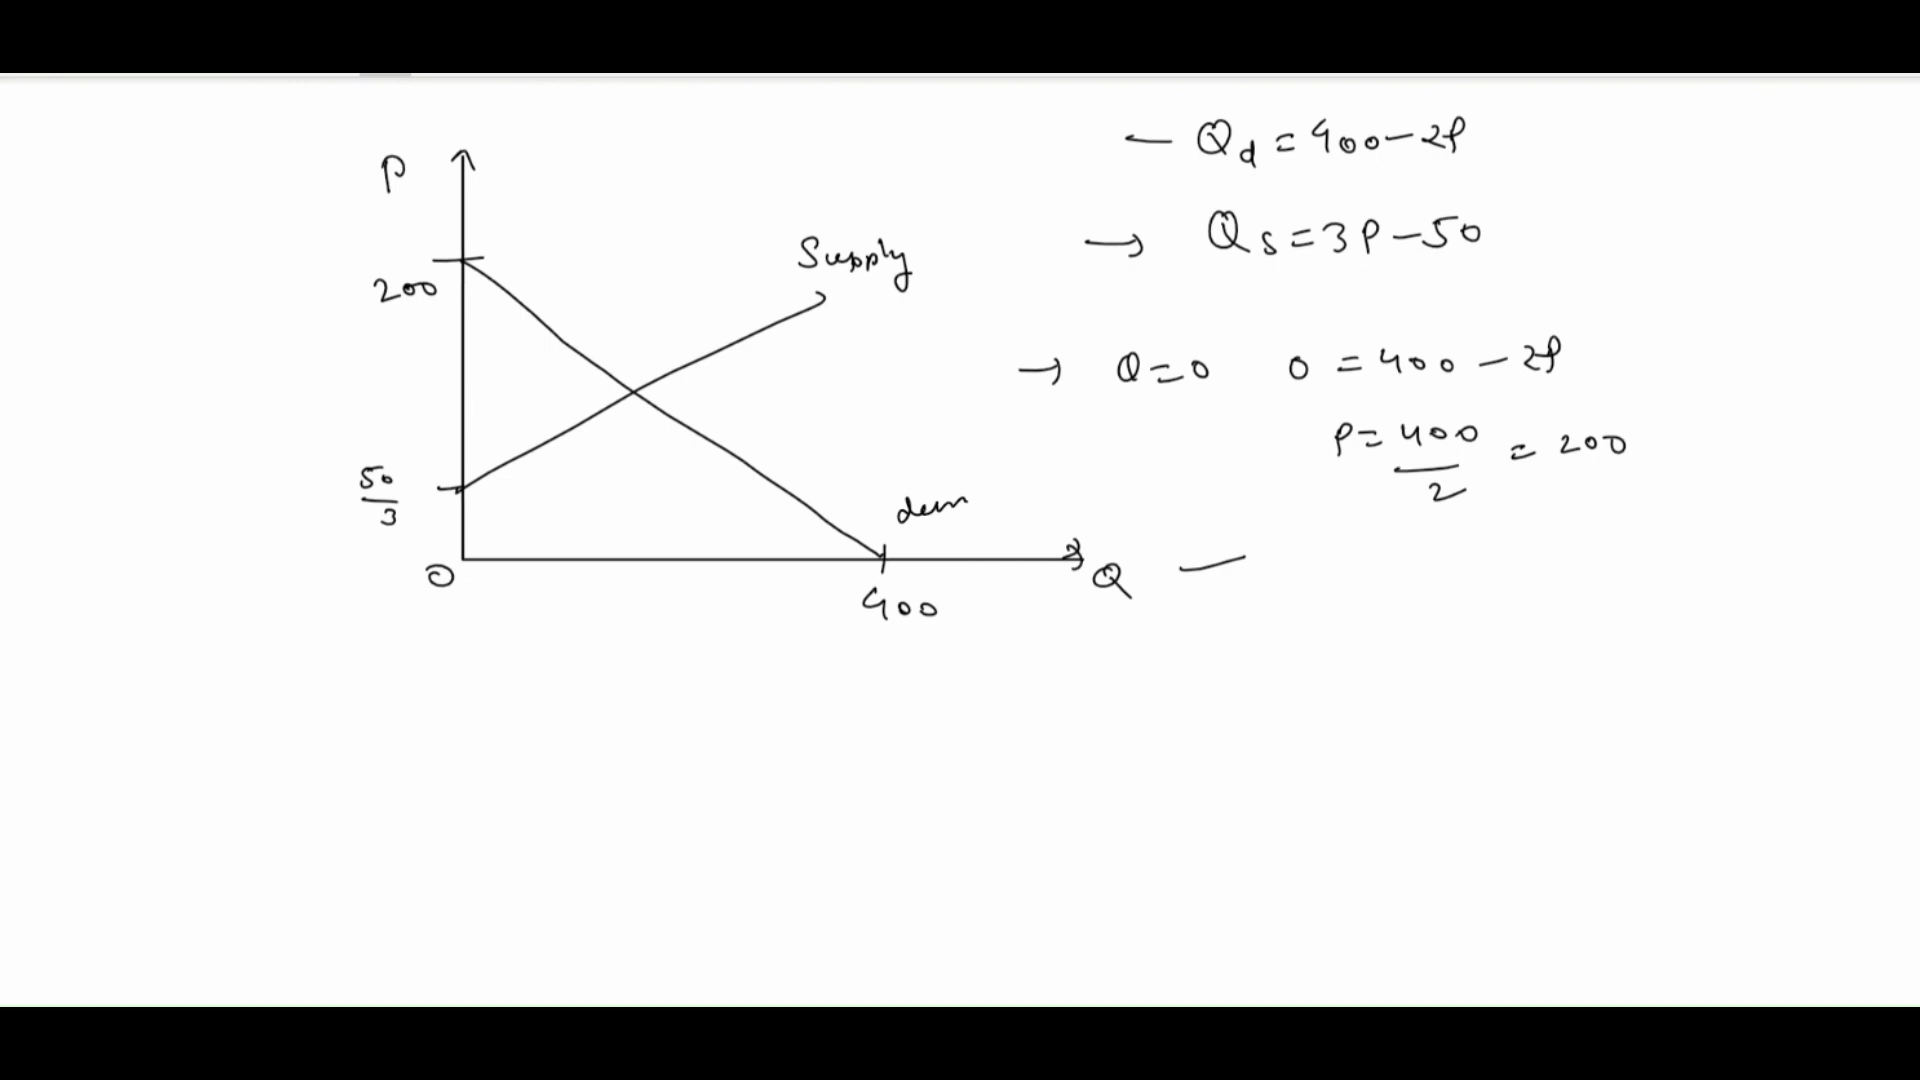 P
200
50
3
O
Supply
dem
400
Q
Qd = 400 - 2P
→ Qs = 3P - 50
→ Q = 0 0 = 400 - 2P
P = 400 = 200
2